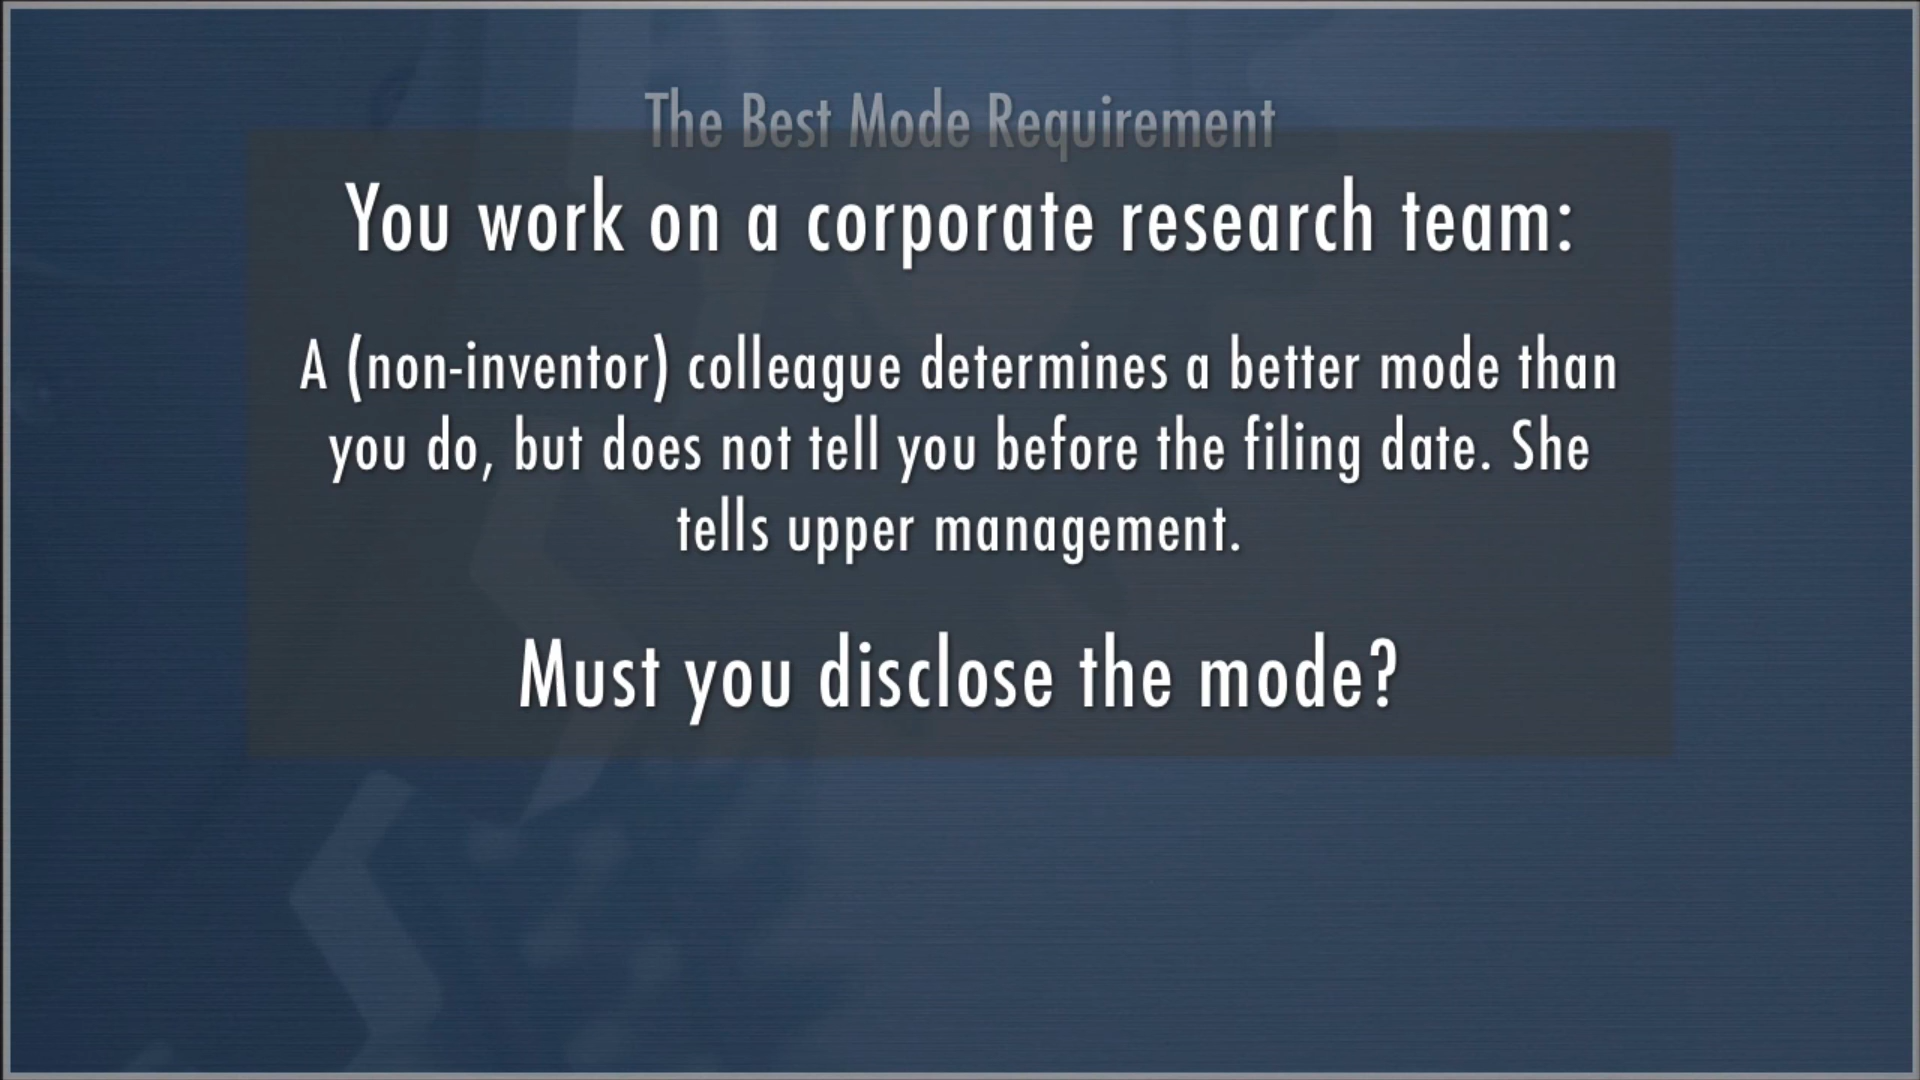 The Best Mode Requirement
You work on a corporate research team:
A (non-inventor) colleague determines a better mode than
you do, but does not tell you before the filing date. She
tells upper management.
Must you disclose the mode?